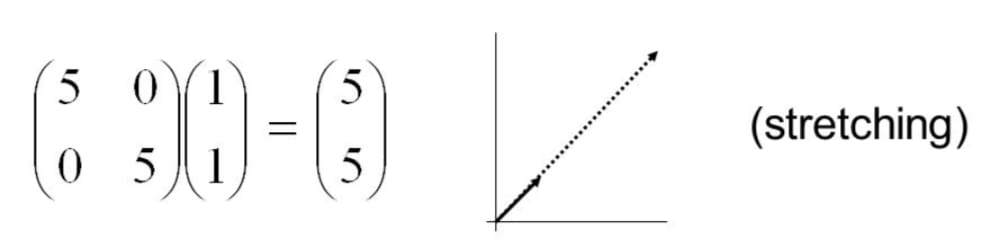 (5 0) (1) = (5) (stretching)
(0 5) (1) (5)